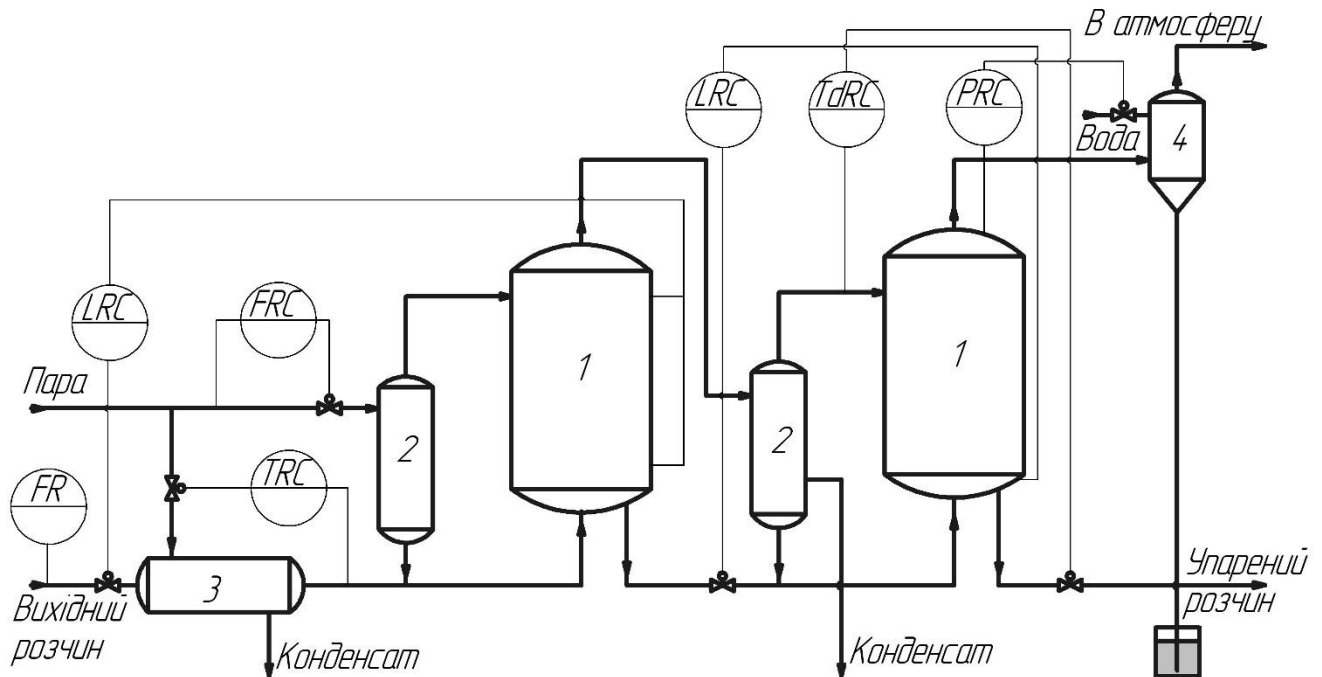 В атмосферу
LRC
TdRC
PRC
Вода
4
LRC
FRC
1
1
Пара
2
2
FR
TRC
3
Вихідний
розчин
Конденсат
Конденсат
Упарений
розчин